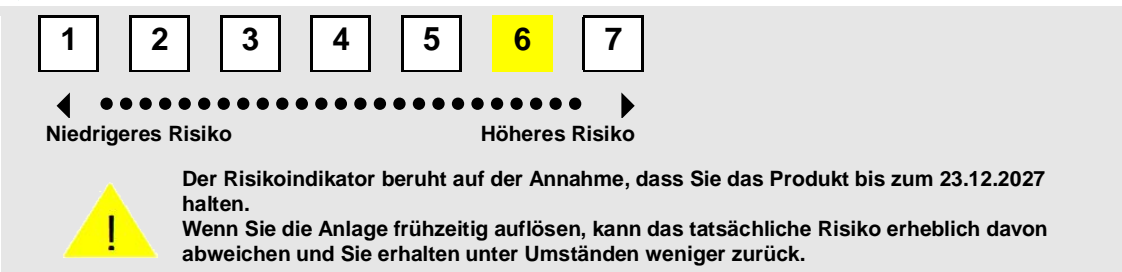 1 2 3 4 5 6 7
Niedrigeres Risiko Höheres Risiko
Der Risikoindikator beruht auf der Annahme, dass Sie das Produkt bis zum 23.12.2027
halten.
Wenn Sie die Anlage frühzeitig auflösen, kann das tatsächliche Risiko erheblich davon
abweichen und Sie erhalten unter Umständen weniger zurück.
!